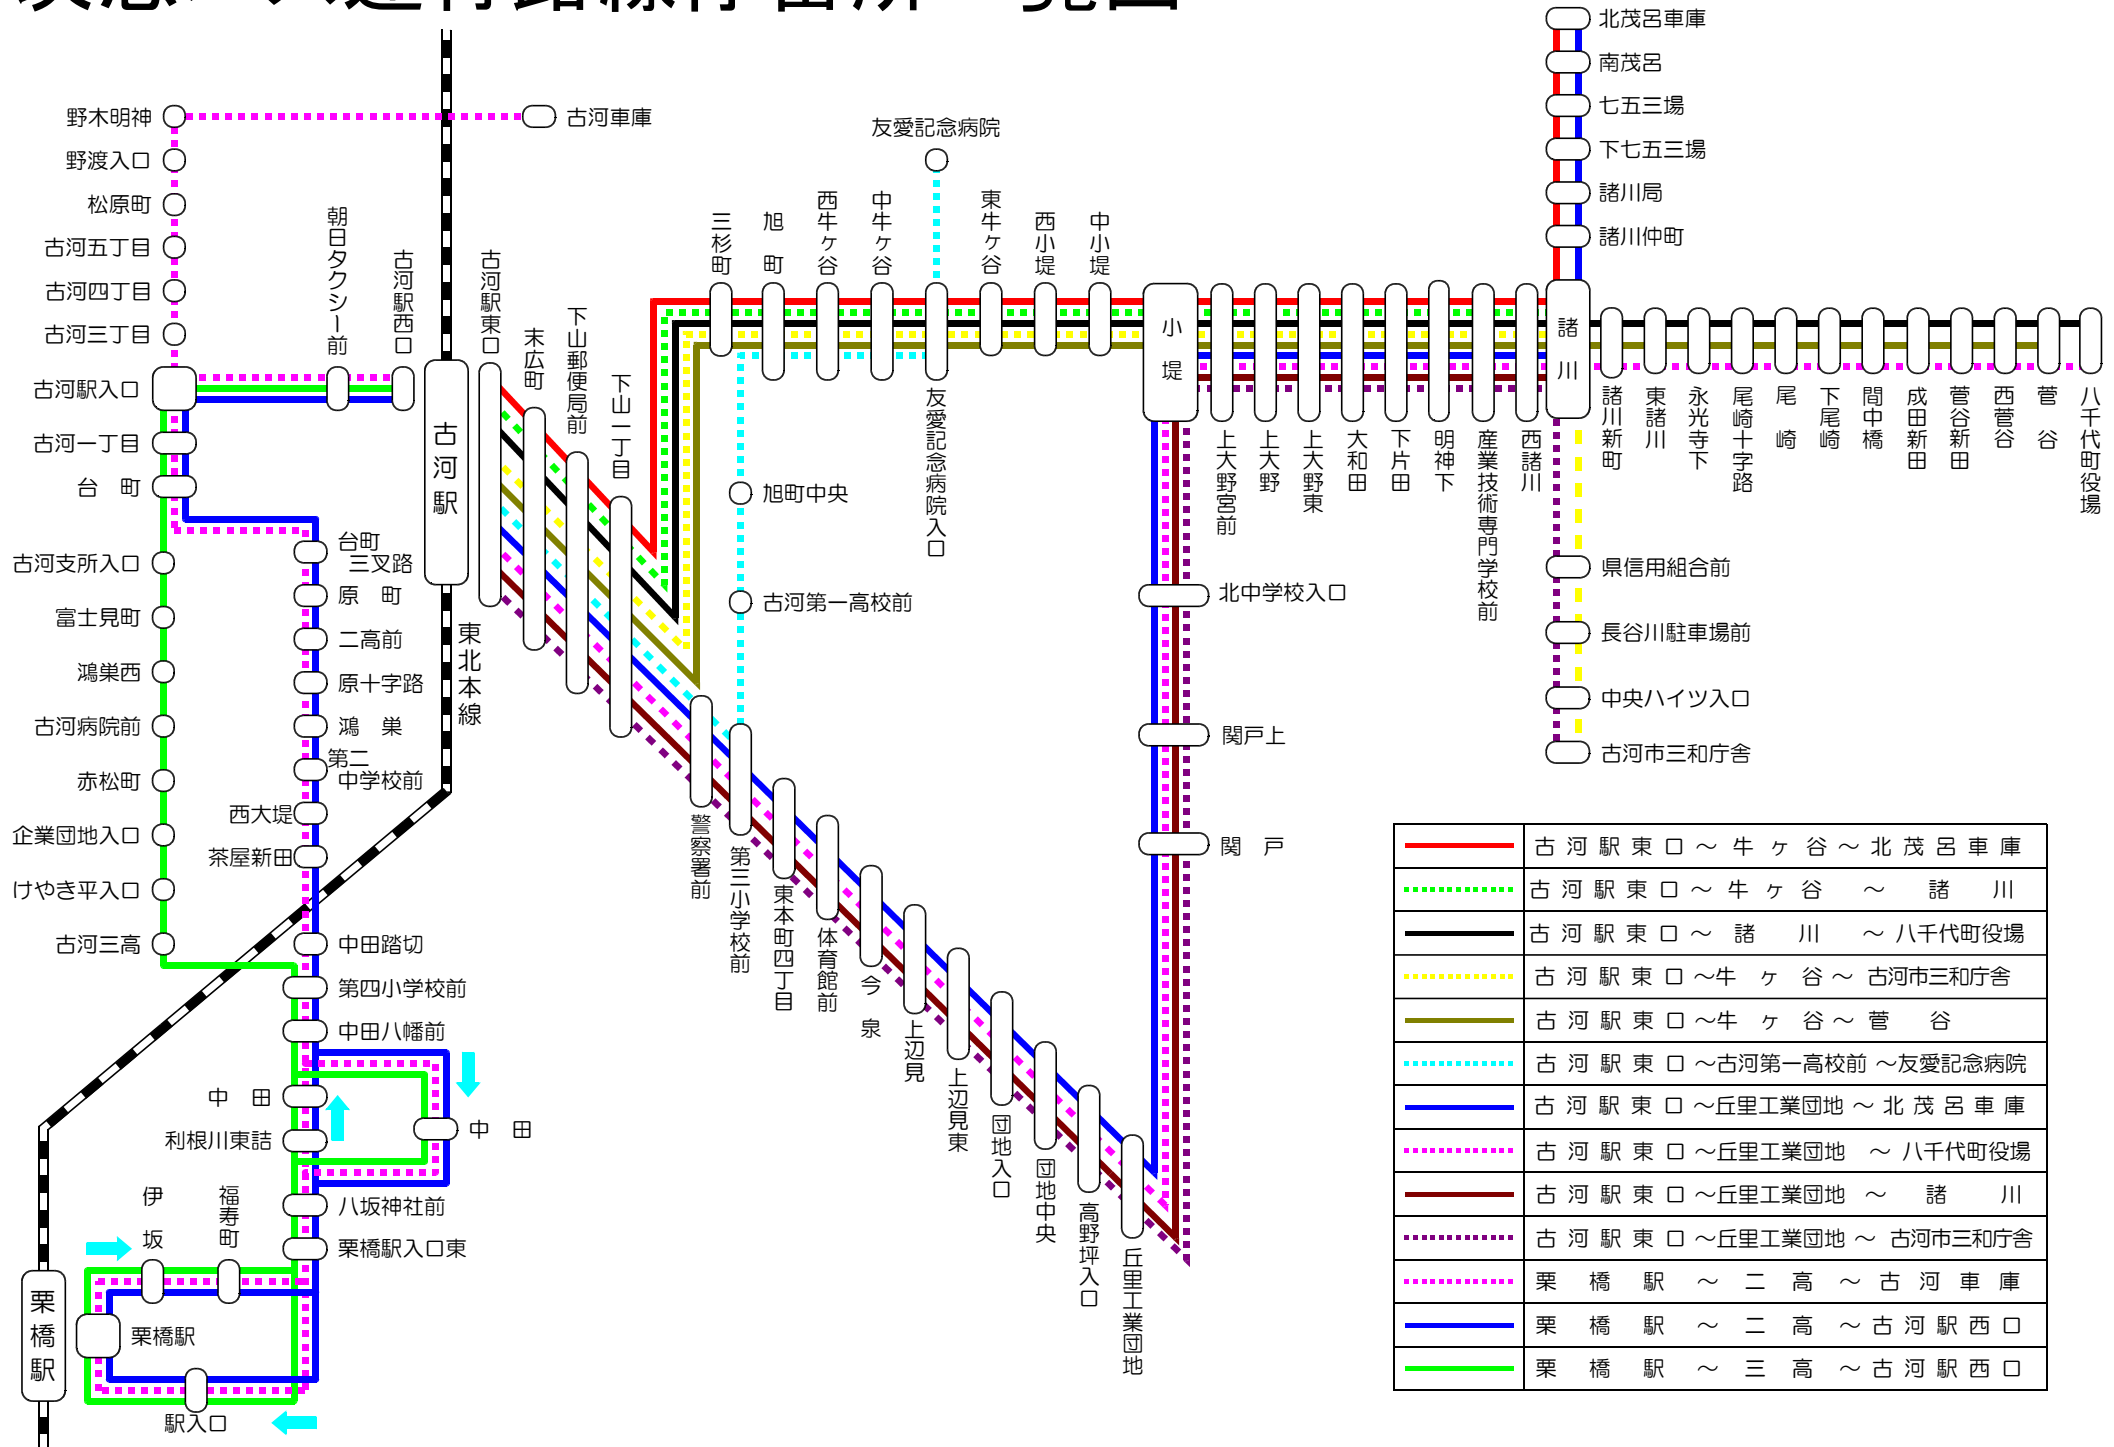 北茂呂車庫
南茂呂
七五三場
下七五三場
諸川局
諸川仲町
野木明神
古河車庫
野渡入口
松原町
古河五丁目
古河四丁目
古河三丁目
古河駅入口
古河一丁目
台 町
朝日タクシー前
古河駅西口
古河駅
東北本線
古河駅東口
末広町
下山郵便局前
下山一丁目
三杉町
旭 町
西牛ヶ谷
中牛ヶ谷
友愛記念病院
友愛記念病院入口
東牛ヶ谷
西小堤
中小堤
小堤
上大野宮前
上大野
上大野東
大和田
下片田
明神下
産業技術専門学校前
西諸川
諸川
諸川新町
東諸川
永光寺下
尾崎十字路
尾 崎
下尾崎
間中橋
成田新田
菅谷新田
西菅谷
菅 谷
八千代町役場
旭町中央
古河第一高校前
北中学校入口
関戸上
関 戸
県信用組合前
長谷川駐車場前
中央ハイツ入口
古河市三和庁舎
古河支所入口
富士見町
鴻巣西
古河病院前
赤松町
企業団地入口
けやき平入口
古河三高
台町
三叉路
原 町
二高前
原十字路
鴻 巣
第二
中学校前
西大堤
茶屋新田
中田踏切
第四小学校前
中田八幡前
中 田
利根川東詰
中 田
八坂神社前
栗橋駅入口東
伊 坂
福寿町
栗橋駅
栗橋駅
駅入口
警察署前
第三小学校前
東本町四丁目
体育館前
今 泉
上辺見
上辺見東
団地入口
団地中央
高野坪入口
丘里工業団地
古河駅東口～牛ヶ谷～北茂呂車庫
古河駅東口～牛ヶ谷～諸川
古河駅東口～諸川～八千代町役場
古河駅東口～牛ヶ谷～古河市三和庁舎
古河駅東口～牛ヶ谷～菅谷
古河駅東口～古河第一高校前～友愛記念病院
古河駅東口～丘里工業団地～北茂呂車庫
古河駅東口～丘里工業団地～八千代町役場
古河駅東口～丘里工業団地～諸川
古河駅東口～丘里工業団地～古河市三和庁舎
栗橋駅～二高～古河車庫
栗橋駅～二高～古河駅西口
栗橋駅～三高～古河駅西口